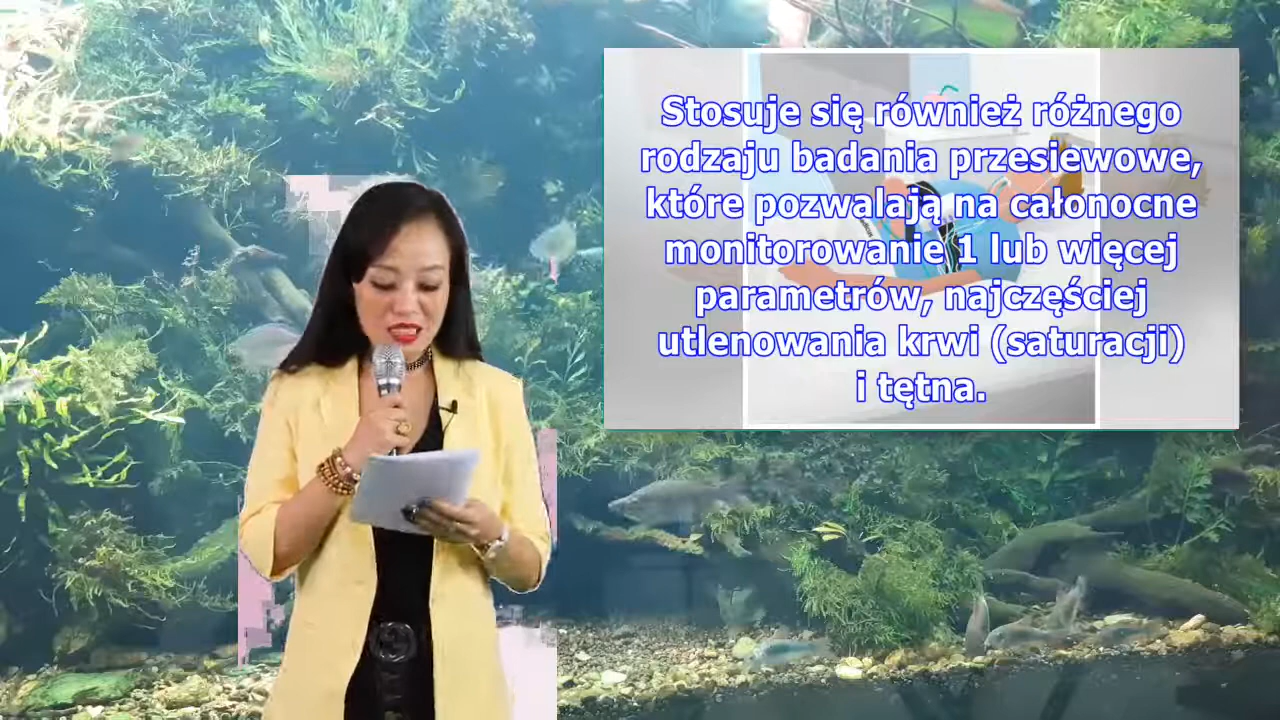 Stosuje się również różnego
rodzaju badania przesiewowe,
które pozwalają na całonocne
monitorowanie 1 lub więcej
parametrów, najczęściej
utlenowania krwi (saturacji)
i tętna.